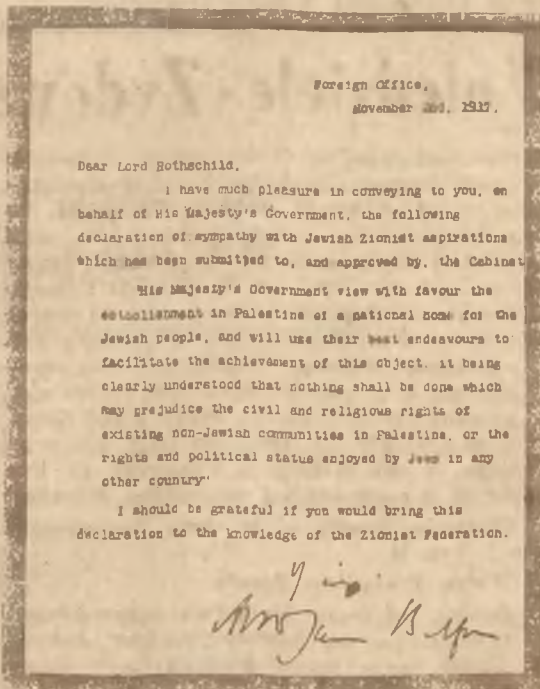 Foreign Office,
November 2nd, 1917.
Dear Lord Rothschild,
I have much pleasure in conveying to you, on
behalf of His Majesty's Government, the following
declaration of sympathy with Jewish Zionist aspirations
which has been submitted to, and approved by, the Cabinet
"His Majesty's Government view with favour the
establishment in Palestine of a national home for the
Jewish people, and will use their best endeavours to
facilitate the achievement of this object, it being
clearly understood that nothing shall be done which
may prejudice the civil and religious rights of
existing non-Jewish communities in Palestine, or the
rights and political status enjoyed by Jews in any
other country"
I should be grateful if you would bring this
declaration to the knowledge of the Zionist Federation.